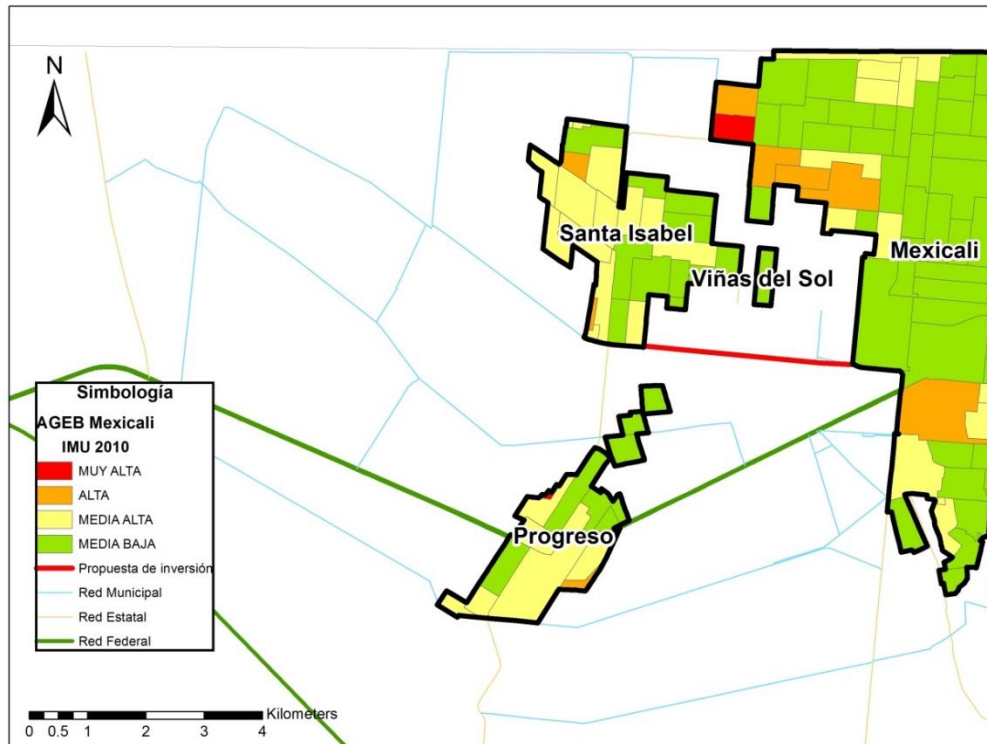 N
Santa Isabel
Mexicali
Viñas del Sol
Progreso
Simbología
AGEB Mexicali
IMU 2010
MUY ALTA
ALTA
MEDIA ALTA
MEDIA BAJA
Propuesta de inversión
Red Municipal
Red Estatal
Red Federal
Kilometers
0 0.5 1 2 3 4